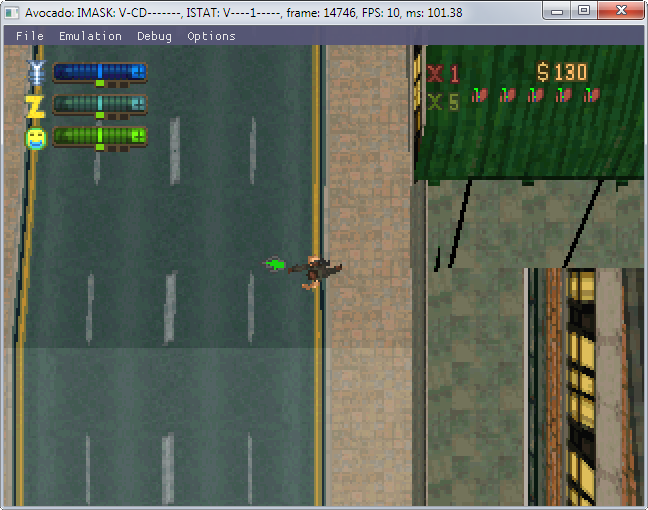 Avocado: IMASK: V-CD-------, ISTAT: V----1-----, frame: 14746, FPS: 10, ms: 101.38
File Emulation Debug Options
X 1 $130
Z X 5